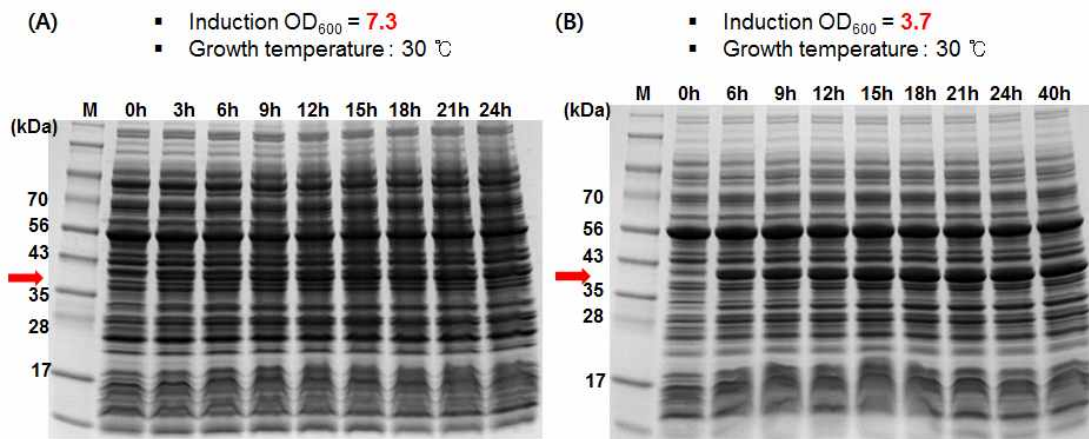 (A)
▪ Induction OD₆₀₀ = 7.3
▪ Growth temperature : 30 ℃
M 0h 3h 6h 9h 12h 15h 18h 21h 24h
(kDa)
70
56
43
35
28
17
(B)
▪ Induction OD₆₀₀ = 3.7
▪ Growth temperature : 30 ℃
M 0h 6h 9h 12h 15h 18h 21h 24h 40h
(kDa)
70
56
43
35
28
17